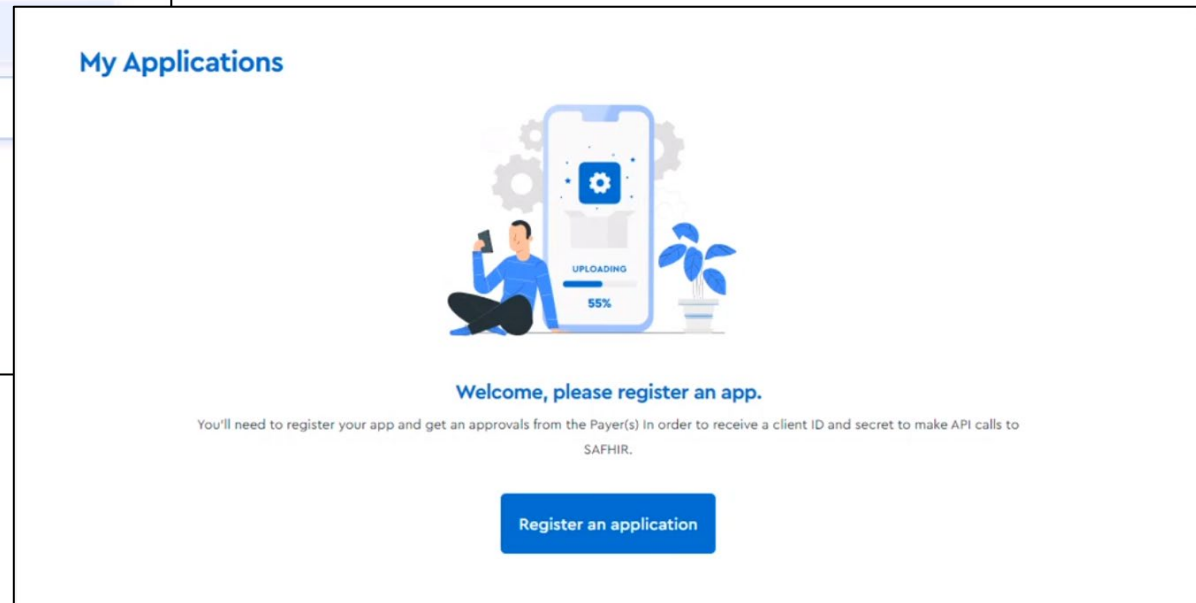 My Applications
UPLOADING
55%
Welcome, please register an app.
You'll need to register your app and get an approvals from the Payer(s) In order to receive a client ID and secret to make API calls to
SAFHIR.
Register an application